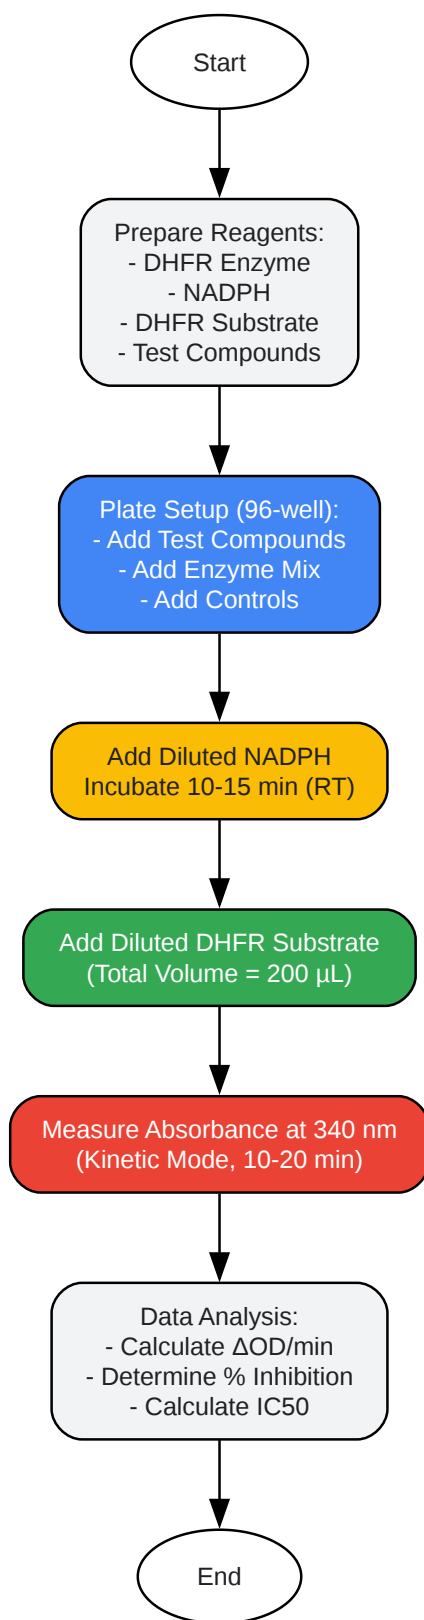 Start
Prepare Reagents:
- DHFR Enzyme
- NADPH
- DHFR Substrate
- Test Compounds
Plate Setup (96-well):
- Add Test Compounds
- Add Enzyme Mix
- Add Controls
Add Diluted NADPH
Incubate 10-15 min (RT)
Add Diluted DHFR Substrate
(Total Volume = 200 µL)
Measure Absorbance at 340 nm
(Kinetic Mode, 10-20 min)
Data Analysis:
- Calculate ΔOD/min
- Determine % Inhibition
- Calculate IC50
End